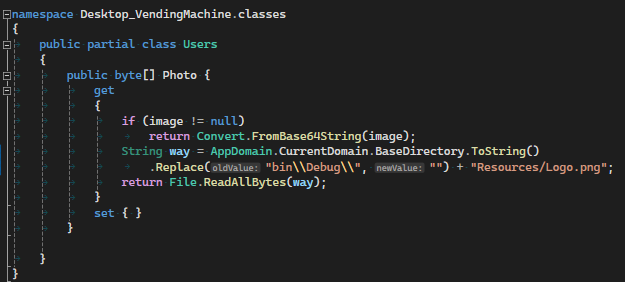 namespace Desktop_VendingMachine.classes
{
public partial class Users
{
public byte[] Photo {
get
{
if (image != null)
return Convert.FromBase64String(image);
String way = AppDomain.CurrentDomain.BaseDirectory.ToString()
.Replace(oldValue: "bin\\Debug\\", newValue: "") + "Resources/Logo.png";
return File.ReadAllBytes(way);
}
set { }
}
}
}